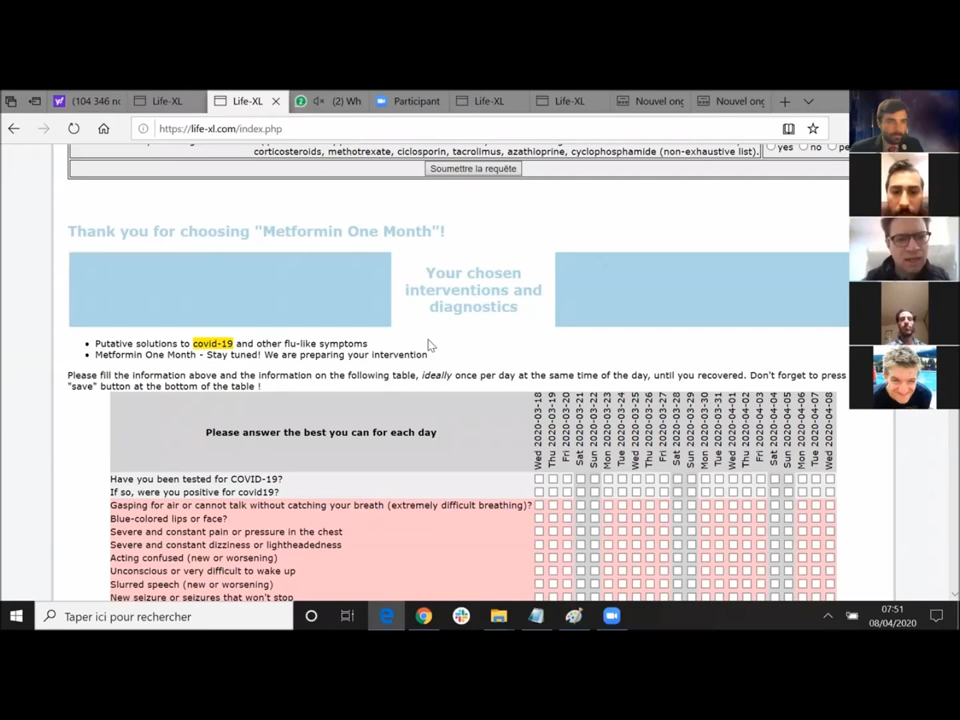 (104 346 nc
Life-XL
Life-XL
(2) Wh
Participant
Life-XL
Life-XL
Nouvel ong
Nouvel ong
https://life-xl.com/index.php
corticosteroids, methotrexate, ciclosporin, tacrolimus, azathioprine, cyclophosphamide (non-exhaustive list).
yes no pe
Soumettre la requête
Thank you for choosing "Metformin One Month"!
Your chosen
interventions and
diagnostics
Putative solutions to covid-19 and other flu-like symptoms
Metformin One Month - Stay tuned! We are preparing your intervention
Please fill the information above and the information on the following table, ideally once per day at the same time of the day, until you recovered. Don't forget to press
"save" button at the bottom of the table !
Please answer the best you can for each day
Wed 2020-03-18
Thu 2020-03-19
Fri 2020-03-20
Sat 2020-03-21
Sun 2020-03-22
Mon 2020-03-23
Tue 2020-03-24
Wed 2020-03-25
Thu 2020-03-26
Fri 2020-03-27
Sat 2020-03-28
Sun 2020-03-29
Mon 2020-03-30
Tue 2020-03-31
Wed 2020-04-01
Thu 2020-04-02
Fri 2020-04-03
Sat 2020-04-04
Sun 2020-04-05
Mon 2020-04-06
Tue 2020-04-07
Wed 2020-04-08
Have you been tested for COVID-19?
If so, were you positive for covid19?
Gasping for air or cannot talk without catching your breath (extremely difficult breathing)?
Blue-colored lips or face?
Severe and constant pain or pressure in the chest
Severe and constant dizziness or lightheadedness
Acting confused (new or worsening)
Unconscious or very difficult to wake up
Slurred speech (new or worsening)
New seizure or seizures that won't stop
Taper ici pour rechercher
07:51
08/04/2020